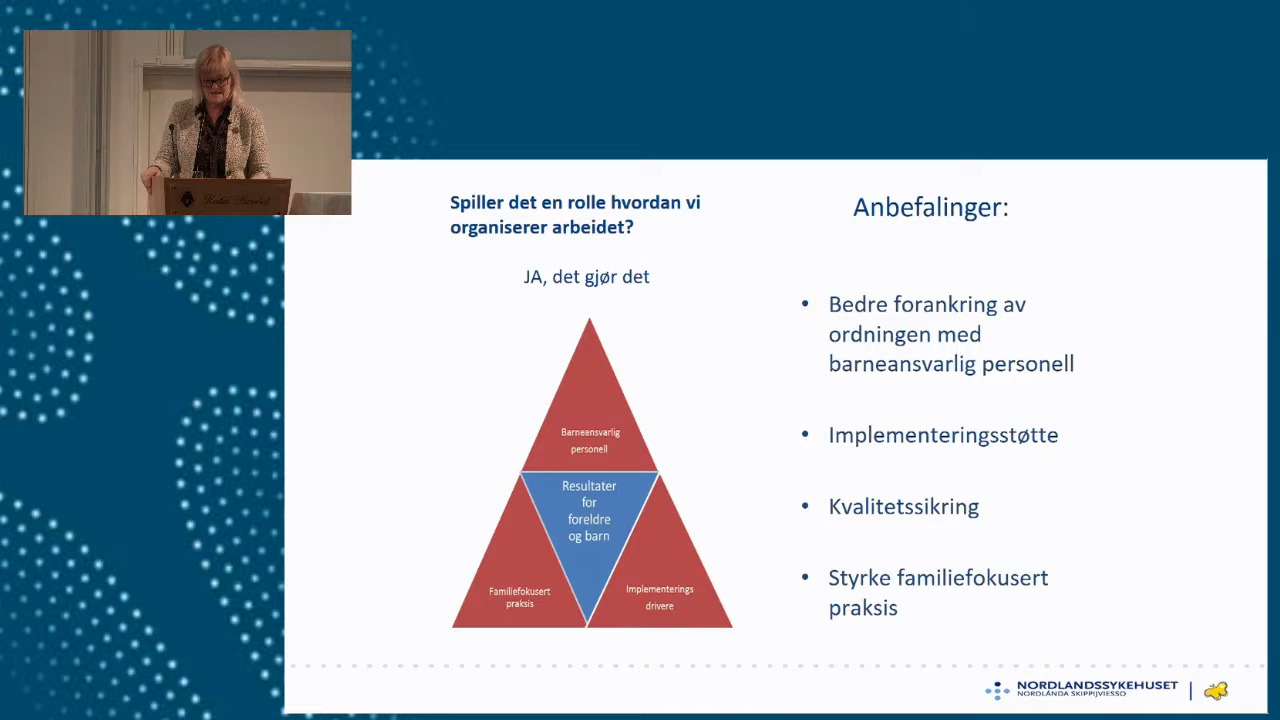 Spiller det en rolle hvordan vi
organiserer arbeidet?
JA, det gjør det
Barneansvarlig
personell
Resultater
for
foreldre
og barn
Familiefokusert
praksis
Implementerings
drivere
Anbefalinger:
• Bedre forankring av
ordningen med
barneansvarlig personell
• Implementeringsstøtte
• Kvalitetssikring
• Styrke familiefokusert
praksis
NORDLANDSSYKEHUSET
NORDLÁNDA SKIPPIJVIESSO